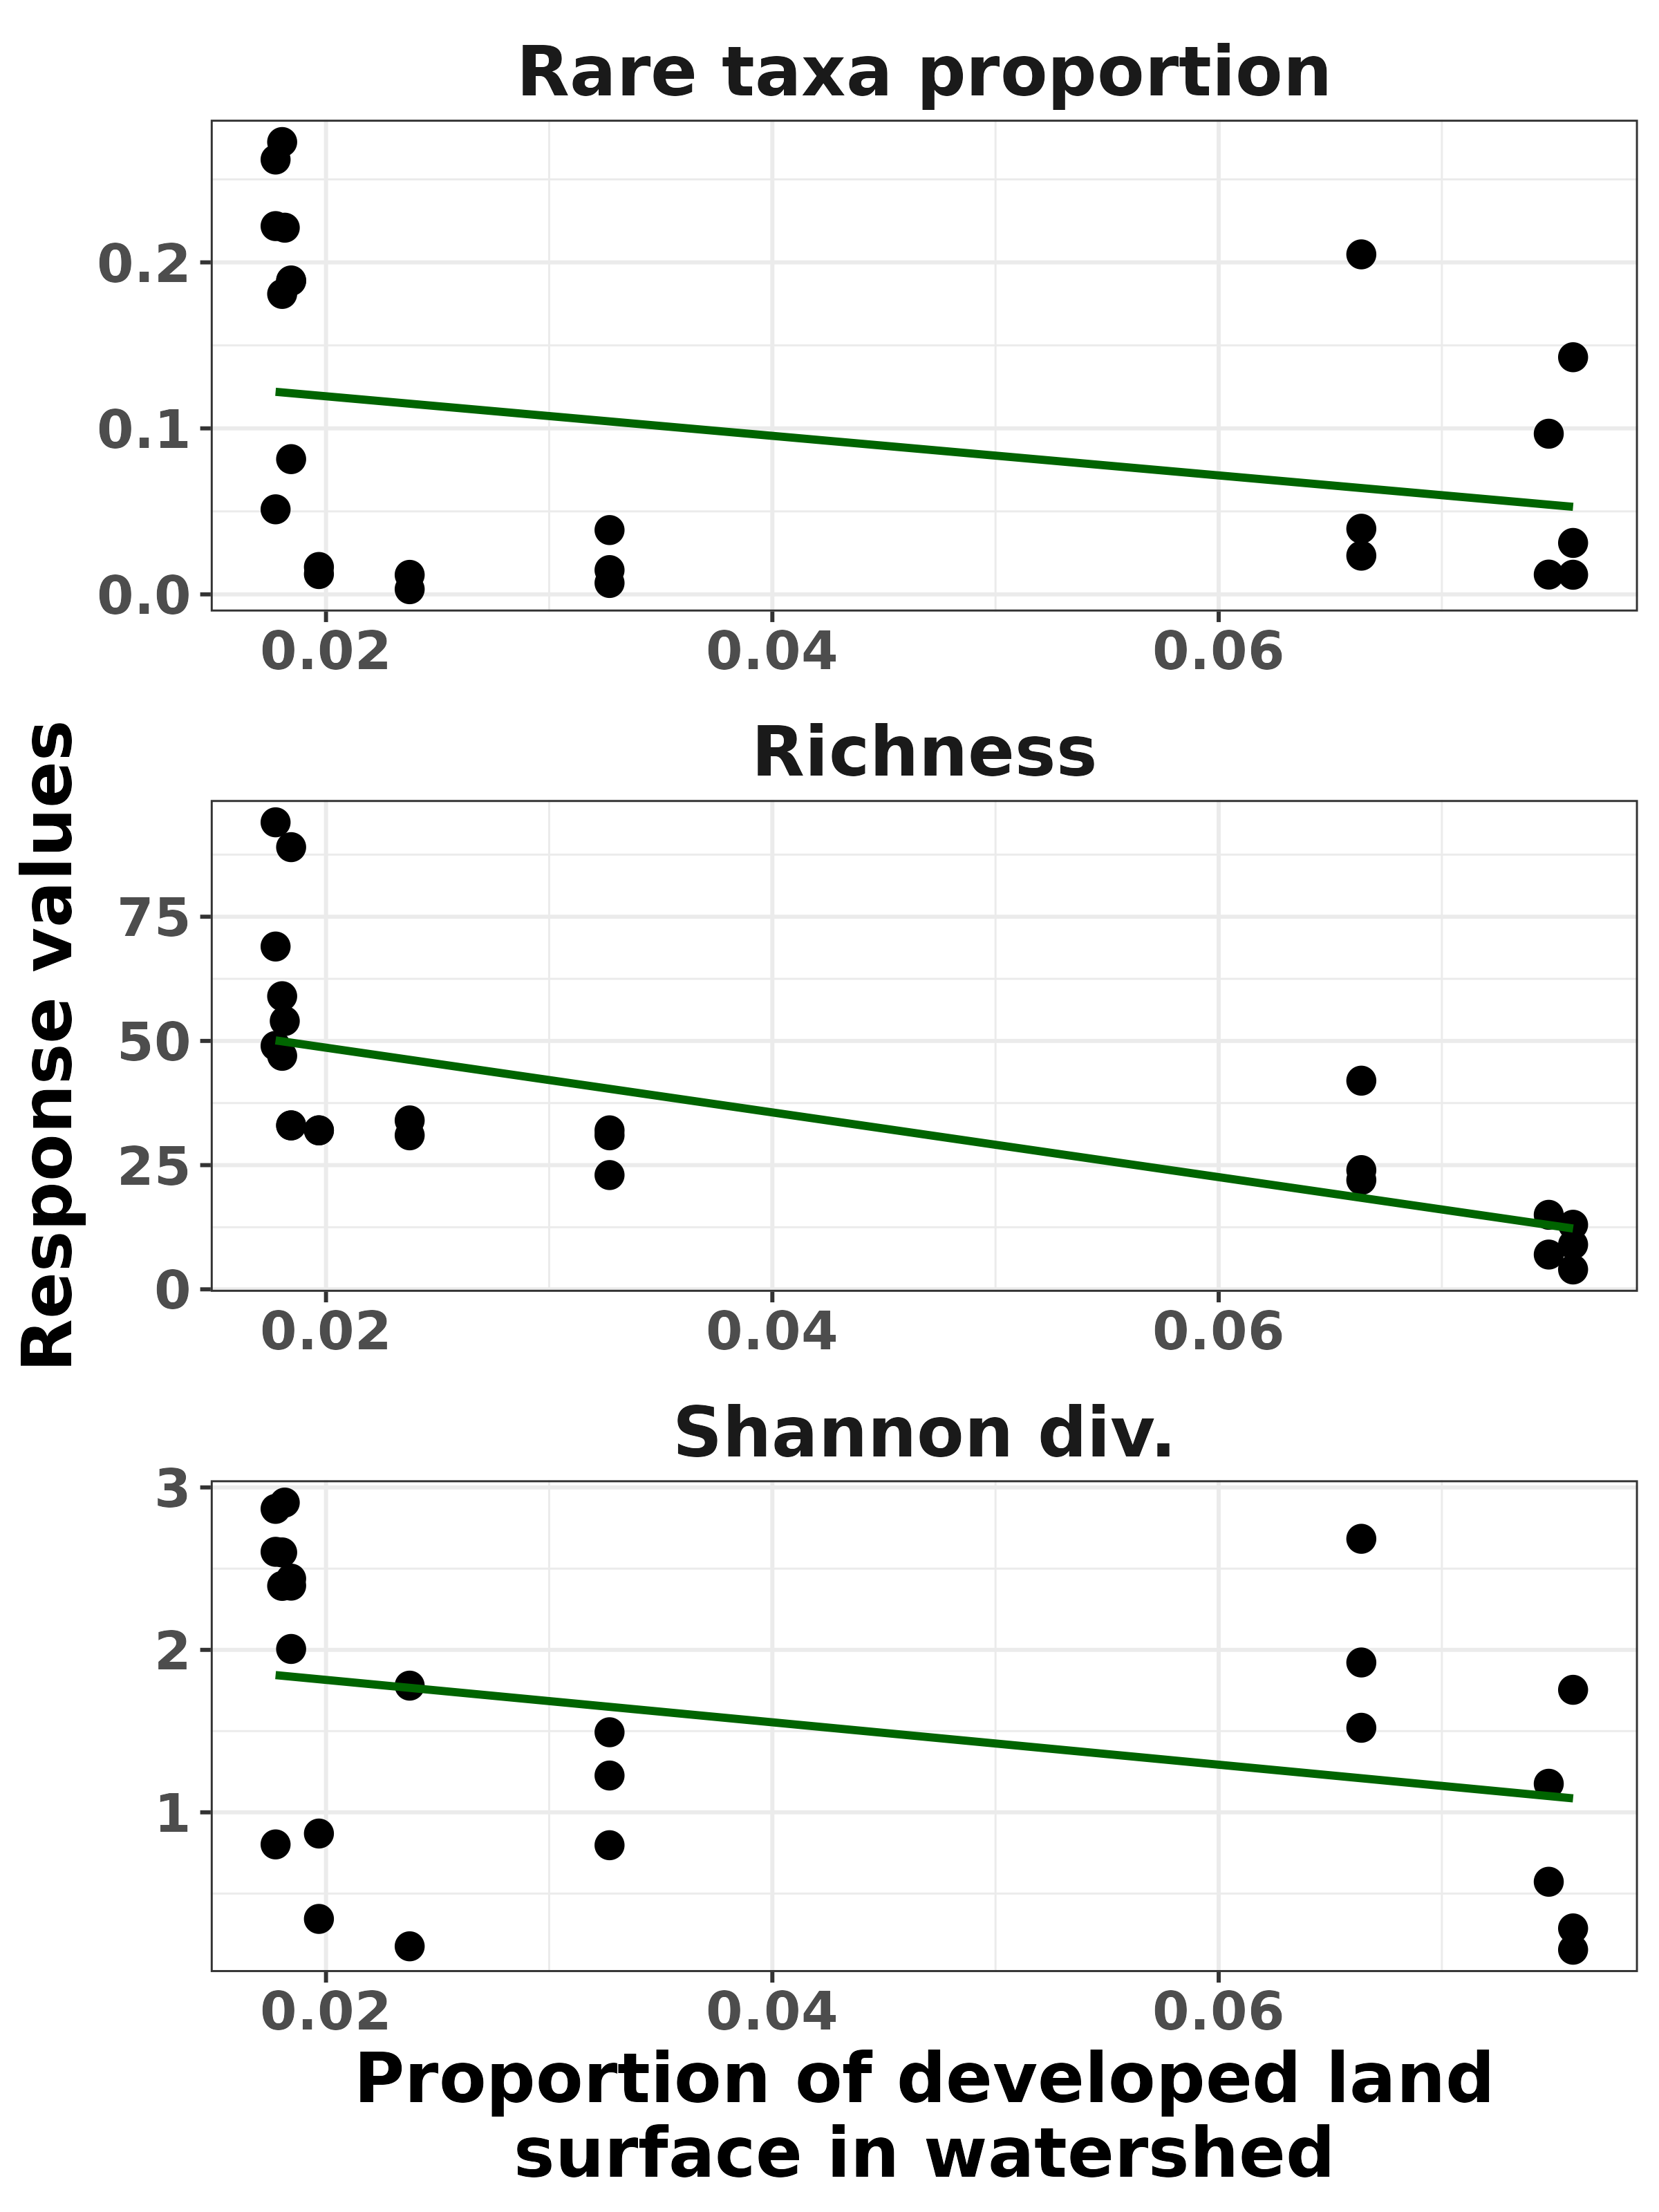 Rare taxa proportion
0.2
0.1
0.0
0.02 0.04 0.06
Response values
Richness
75
50
25
0
0.02 0.04 0.06
Shannon div.
3
2
1
0.02 0.04 0.06
Proportion of developed land
surface in watershed